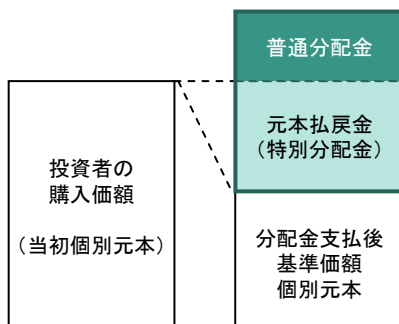 普通分配金
元本払戻金
（特別分配金）
投資者の
購入価額
（当初個別元本）
分配金支払後
基準価額
個別元本